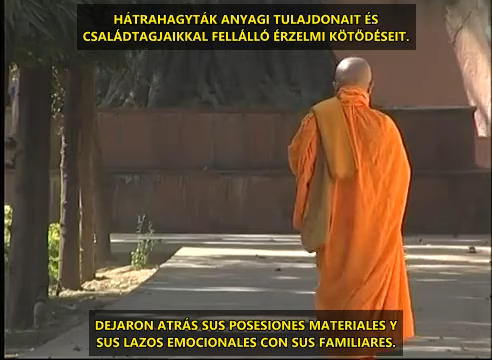 HÁTRAHAGYTÁK ANYAGI TULAJDONAIT ÉS
CSALÁDTAGJAIKKAL FELLÁLLÓ ÉRZELMI KÖTŐDÉSEIT.
DEJARON ATRÁS SUS POSESIONES MATERIALES Y
SUS LAZOS EMOCIONALES CON SUS FAMILIARES.